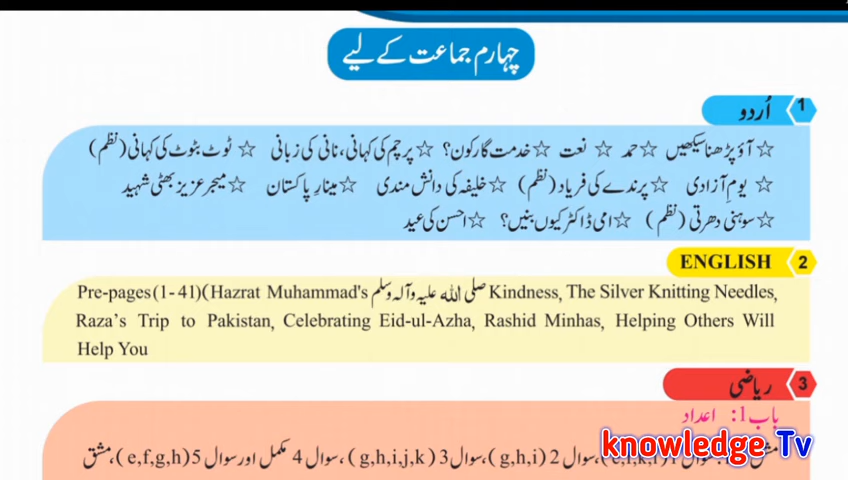 چہارم جماعت کے لیے
1 اُردو
☆ آؤ پڑھنا سیکھیں ☆ حمد ☆ نعت ☆ خدمت گار کون؟ ☆ پرچم کی کہانی، نانی کی زبانی ☆ ٹوٹ بٹوٹ کی کہانی (نظم)
☆ یومِ آزادی ☆ پرندے کی فریاد (نظم) ☆ خلیفہ کی دانش مندی ☆ مینارِ پاکستان ☆ میجر عزیز بھٹی شہید
☆ سوہنی دھرتی (نظم) ☆ امی ڈاکٹر کیوں بنیں؟ ☆ احسن کی عید
ENGLISH 2
Pre-pages (1- 41)(Hazrat Muhammad's صلی اللہ علیہ وآلہ وسلم Kindness, The Silver Knitting Needles,
Raza's Trip to Pakistan, Celebrating Eid-ul-Azha, Rashid Minhas, Helping Others Will
Help You
3 ریاضی
باب 1: اعداد
سوال 2 (g,h,i)، سوال 3 (g,h,i,j,k)، سوال 4 مکمل اور سوال 5 (e,f,g,h)، مشق
knowledge Tv